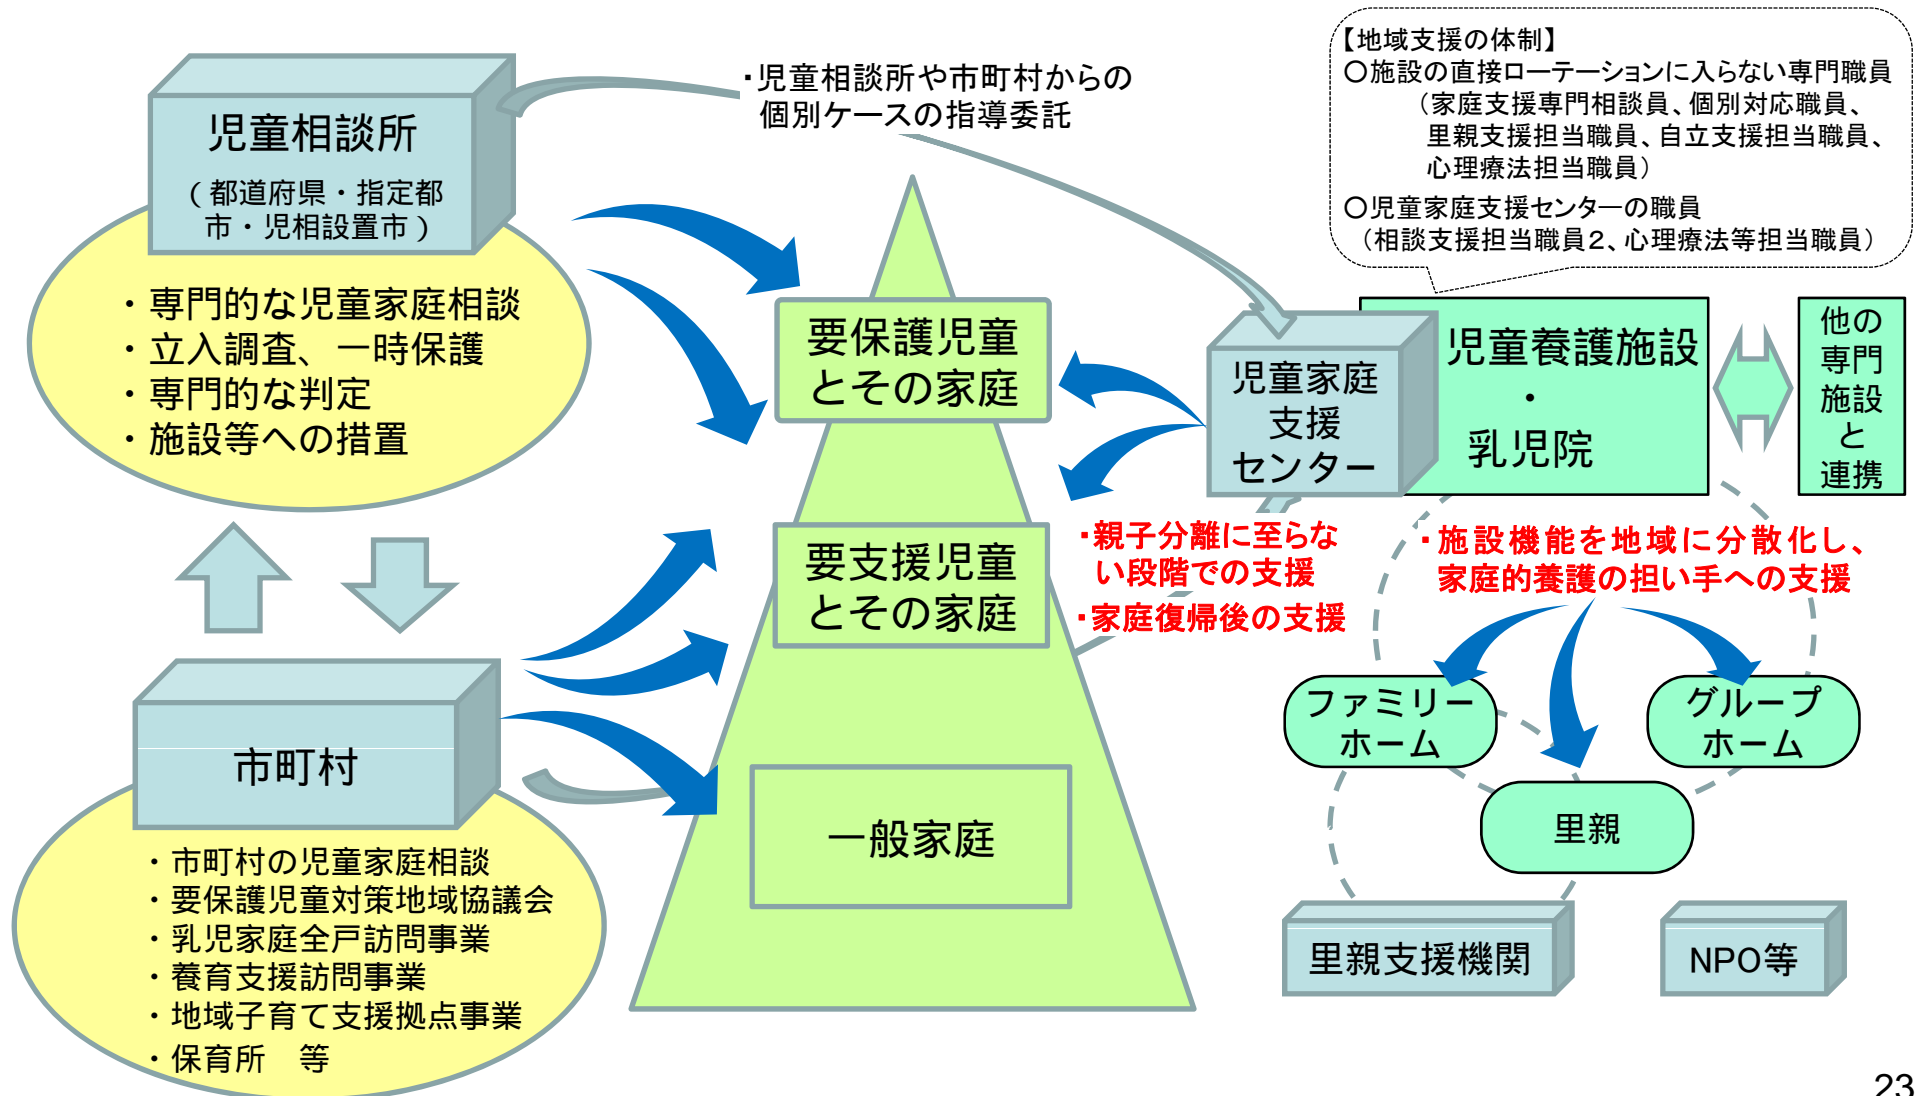 児童相談所
（都道府県・指定都
市・児相設置市）
・専門的な児童家庭相談
・立入調査、一時保護
・専門的な判定
・施設等への措置
・児童相談所や市町村からの
個別ケースの指導委託
【地域支援の体制】
○施設の直接ローテーションに入らない専門職員
（家庭支援専門相談員、個別対応職員、
里親支援担当職員、自立支援担当職員、
心理療法担当職員）
○児童家庭支援センターの職員
（相談支援担当職員２、心理療法等担当職員）
要保護児童
とその家庭
児童家庭
支援
センター
児童養護施設
・
乳児院
他の
専門
施設
と
連携
要支援児童
とその家庭
・親子分離に至らな
い段階での支援
・家庭復帰後の支援
・施設機能を地域に分散化し、
家庭的養護の担い手への支援
市町村
・市町村の児童家庭相談
・要保護児童対策地域協議会
・乳児家庭全戸訪問事業
・養育支援訪問事業
・地域子育て支援拠点事業
・保育所　等
一般家庭
ファミリー
ホーム
グループ
ホーム
里親
里親支援機関
NPO等
23